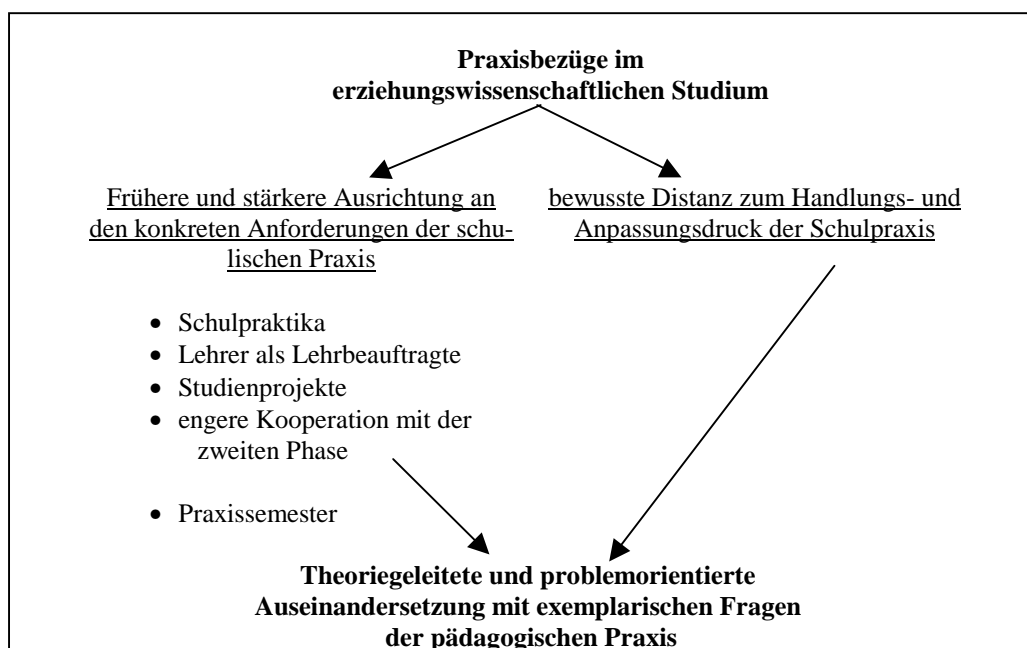 Praxisbezüge im
erziehungswissenschaftlichen Studium
Frühere und stärkere Ausrichtung an
den konkreten Anforderungen der schu-
lischen Praxis
bewusste Distanz zum Handlungs- und
Anpassungsdruck der Schulpraxis
• Schulpraktika
• Lehrer als Lehrbeauftragte
• Studienprojekte
• engere Kooperation mit der
zweiten Phase
• Praxissemester
Theoriegeleitete und problemorientierte
Auseinandersetzung mit exemplarischen Fragen
der pädagogischen Praxis